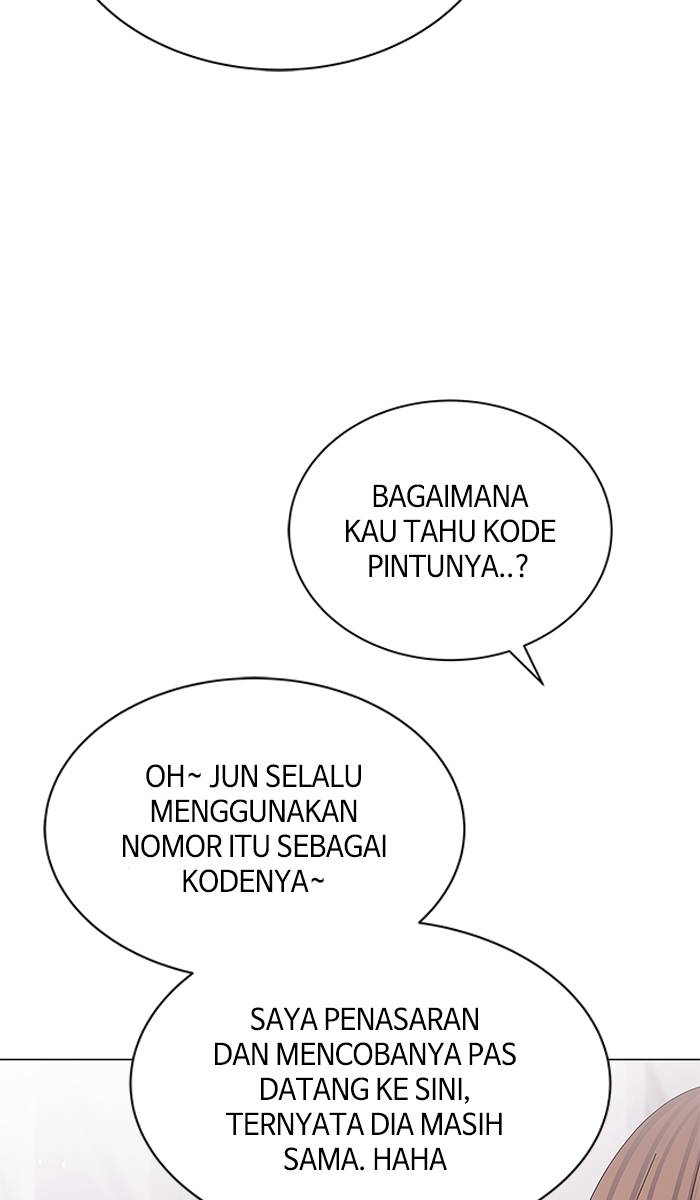 BAGAIMANA
KAU TAHU KODE
PINTUNYA..?
OH~ JUN SELALU
MENGGUNAKAN
NOMOR ITU SEBAGAI
KODENYA~
SAYA PENASARAN
DAN MENCOBANYA PAS
DATANG KE SINI,
TERNYATA DIA MASIH
SAMA. HAHA